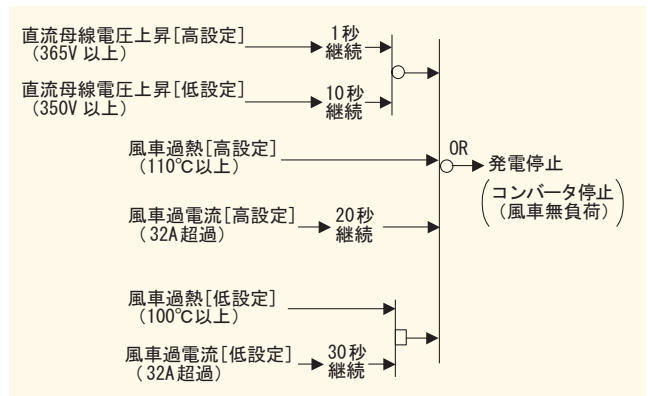 直流母線電圧上昇[高設定]
(365V 以上)
1秒
継続
直流母線電圧上昇[低設定]
(350V 以上)
10秒
継続
風車過熱[高設定]
(110℃以上)
OR
発電停止
(コンバータ停止
(風車無負荷))
風車過電流[高設定]
(32A超過)
20秒
継続
風車過熱[低設定]
(100℃以上)
風車過電流[低設定]
(32A超過)
30秒
継続